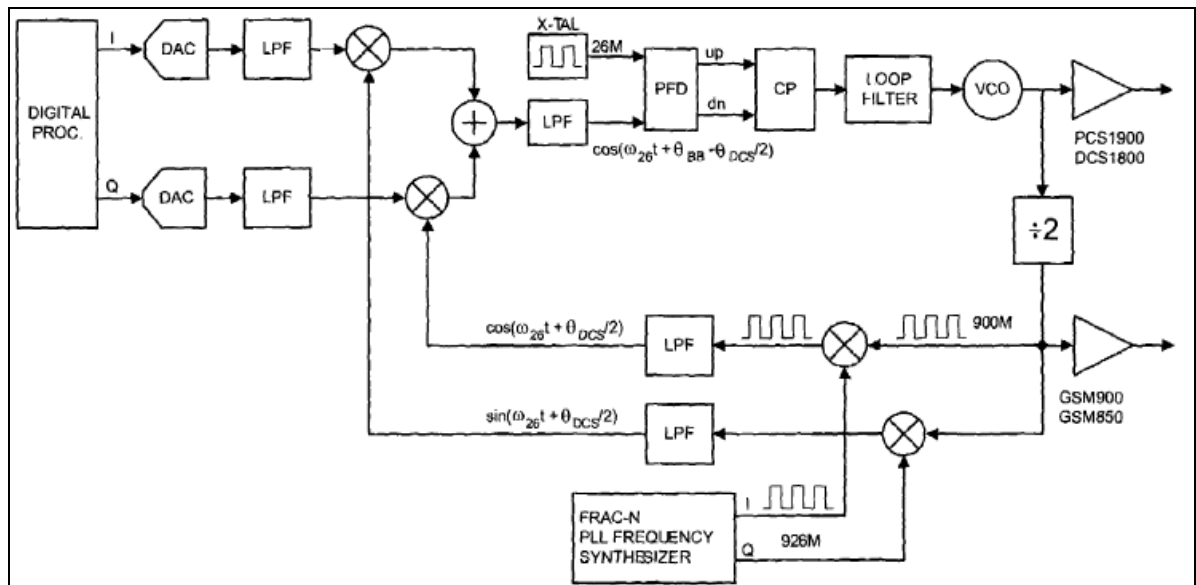 X-TAL
I
DAC
LPF
26M
up
PFD
CP
LOOP
FILTER
VCO
DIGITAL
PROC.
LPF
dn
PCS1900
DCS1800
cos(ω26t + θBB - θDCS/2)
Q
DAC
LPF
÷2
cos(ω26t + θDCS/2)
LPF
900M
sin(ω26t + θDCS/2)
LPF
GSM900
GSM850
I
FRAC-N
PLL FREQUENCY
SYNTHESIZER
926M
Q